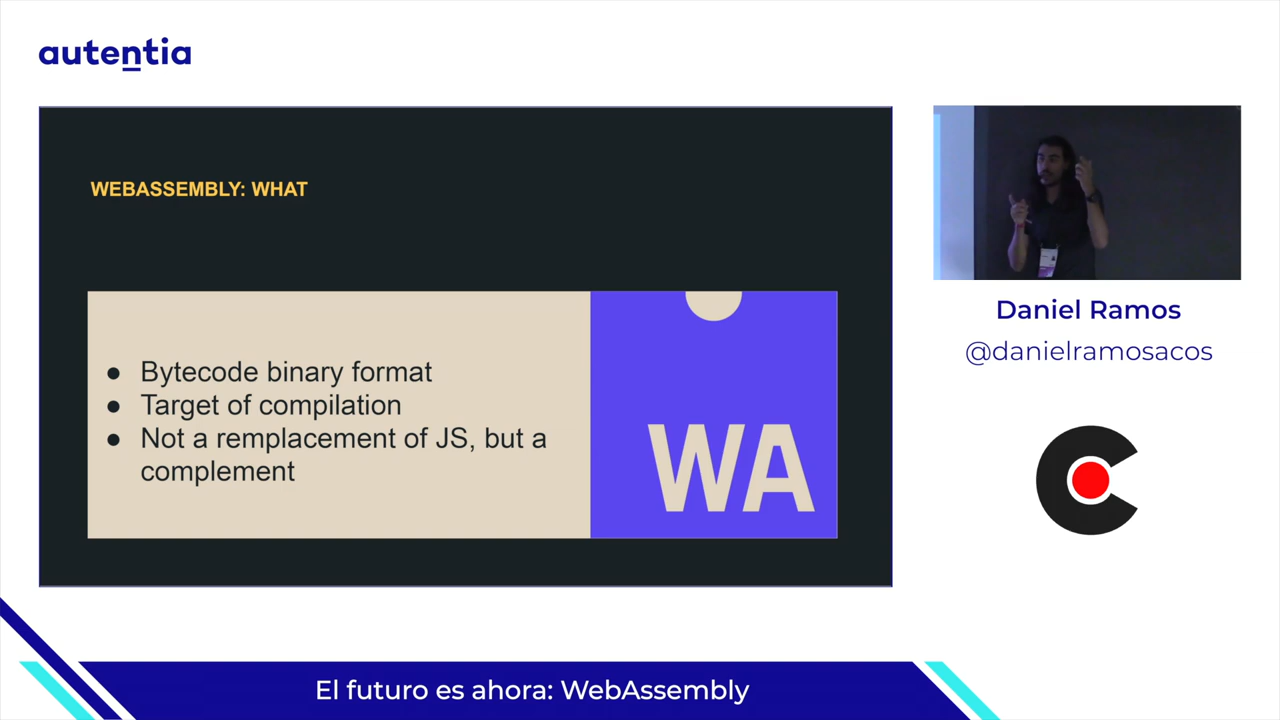 autentia
WEBASSEMBLY: WHAT
● Bytecode binary format
● Target of compilation
● Not a remplacement of JS, but a
complement
WA
Daniel Ramos
@danielramosacos
El futuro es ahora: WebAssembly